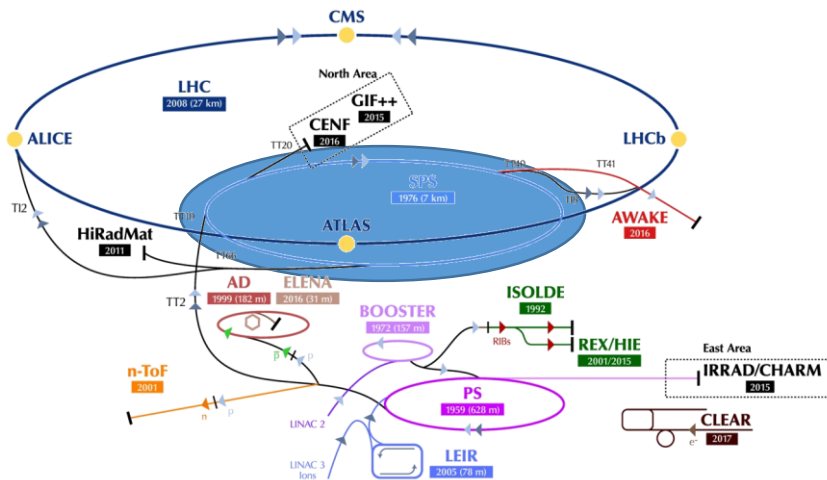 CMS
North Area
LHC
2008 (27 km)
GIF++
2015
CENF
2016
ALICE
LHCb
TT20
TT40
TT41
SPS
1976 (7 km)
TI8
TI2
TT10
ATLAS
AWAKE
2016
HiRadMat
2011
TT66
AD
1999 (182 m)
ELENA
2016 (31 m)
TT2
BOOSTER
1972 (157 m)
ISOLDE
1992
p
p
RIBs
REX/HIE
2001/2015
East Area
n-ToF
2001
IRRAD/CHARM
2015
PS
1959 (628 m)
n
p
LINAC 2
CLEAR
2017
e-
LEIR
2005 (78 m)
LINAC 3
Ions